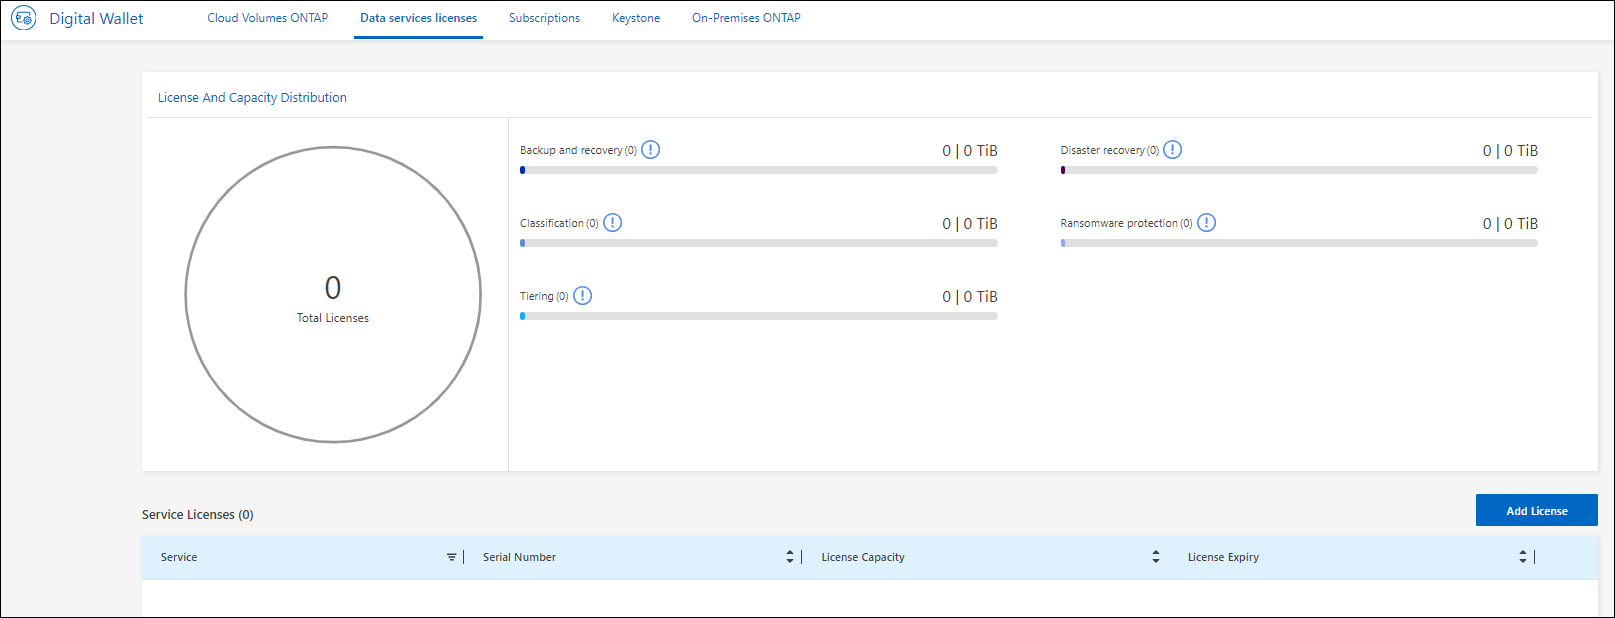 Digital Wallet
Cloud Volumes ONTAP
Data services licenses
Subscriptions
Keystone
On-Premises ONTAP
License And Capacity Distribution
0
Total Licenses
Backup and recovery (0)
0 | 0 TiB
Disaster recovery (0)
0 | 0 TiB
Classification (0)
0 | 0 TiB
Ransomware protection (0)
0 | 0 TiB
Tiering (0)
0 | 0 TiB
Service Licenses (0)
Add License
Service
Serial Number
License Capacity
License Expiry